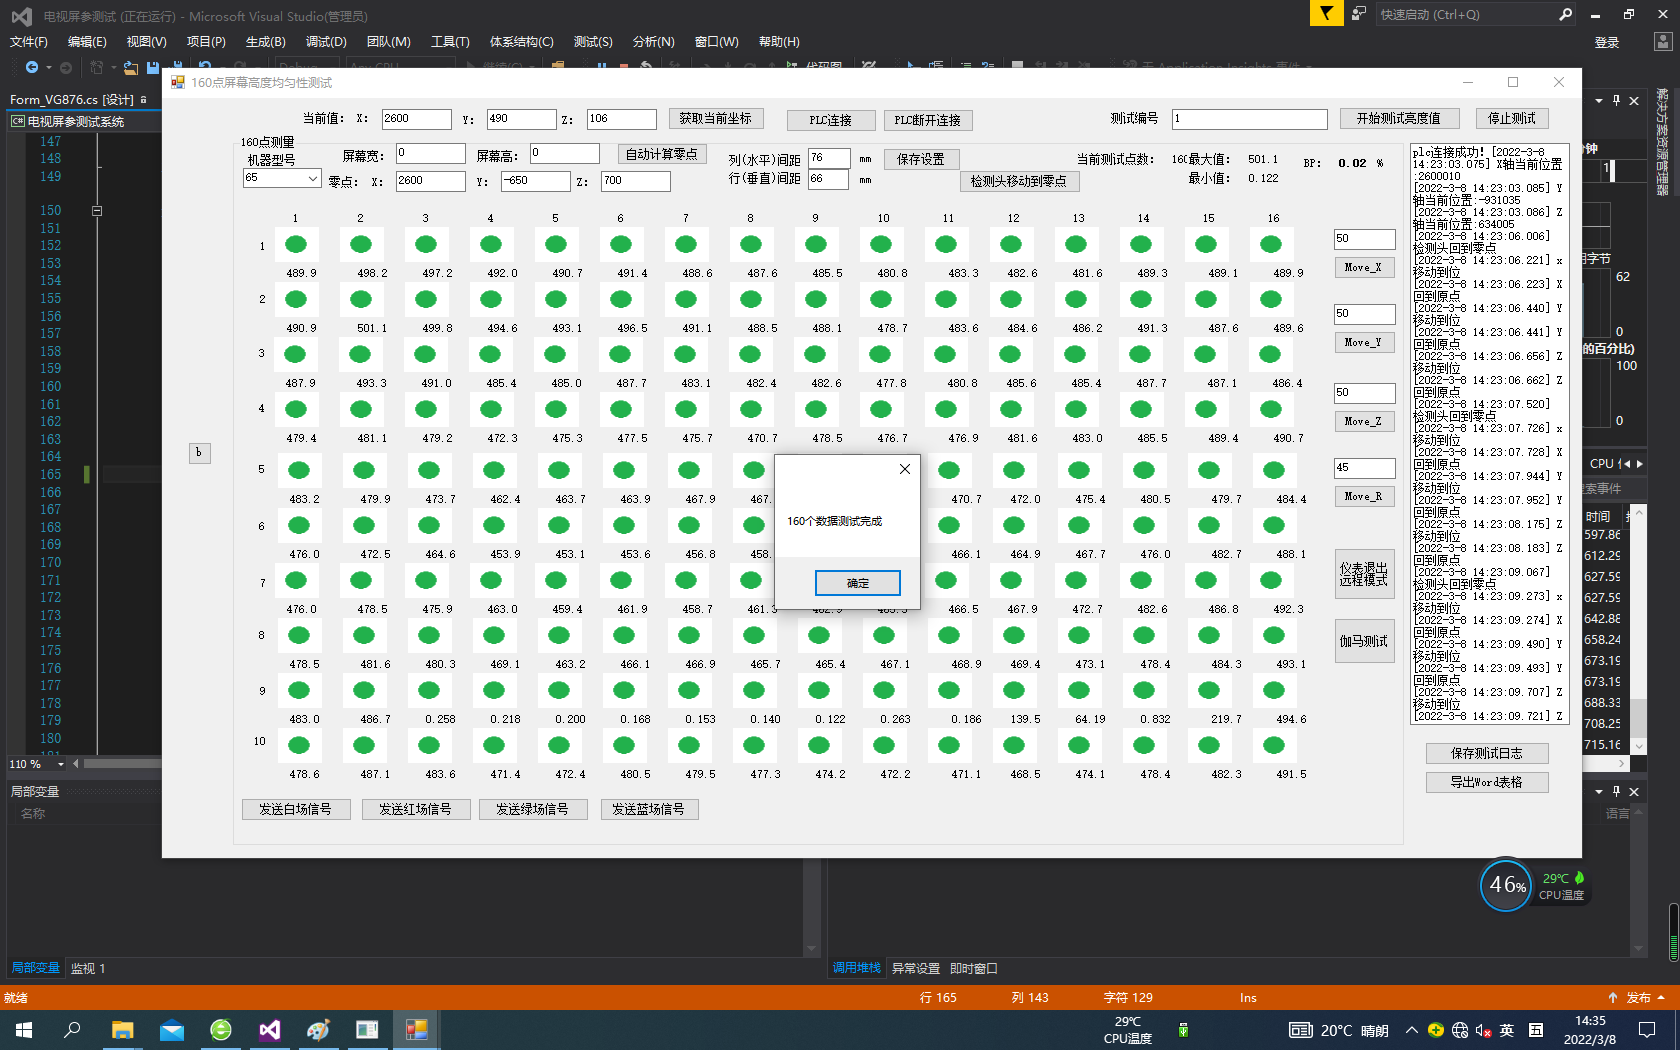 电视屏参测试 (正在运行) - Microsoft Visual Studio(管理员)
快速启动 (Ctrl+Q)
文件(F) 编辑(E) 视图(V) 项目(P) 生成(B) 调试(D) 团队(M) 工具(T) 体系结构(C) 测试(S) 分析(N) 窗口(W) 帮助(H)
登录
Form_VG876.cs [设计]
电视屏参测试系统
160点屏幕高度均匀性测试
当前值: X: 2600 Y: 490 Z: 106 获取当前坐标 PLC连接 PLC断开连接 测试编号 1 开始测试亮度值 停止测试
160点测量
机器型号 屏幕宽: 0 屏幕高: 0 自动计算零点 列(水平)间距 76 mm 保存设置 当前测试点数: 160 最大值: 501.1 BP: 0.02 %
65 零点: X: 2600 Y: -650 Z: 700 行(垂直)间距 66 mm 检测头移动到零点 最小值: 0.122
1 2 3 4 5 6 7 8 9 10 11 12 13 14 15 16
1
489.9 498.2 497.2 492.0 490.7 491.4 488.6 487.6 485.5 480.8 483.3 482.6 481.6 489.3 489.1 489.9
2
490.9 501.1 499.8 494.6 493.1 496.5 491.1 488.5 488.1 478.7 483.6 484.6 486.2 491.3 487.6 489.6
3
487.9 493.3 491.0 485.4 485.0 487.7 483.1 482.4 482.6 477.8 480.8 485.6 485.4 487.7 487.1 486.4
4
479.4 481.1 479.2 472.3 475.3 477.5 475.7 470.7 478.5 476.7 476.9 481.6 483.0 485.5 489.4 490.7
5
483.2 479.9 473.7 462.4 463.7 463.9 467.9 467. 470.7 472.0 475.4 480.5 479.7 484.4
6
476.0 472.5 464.6 453.9 453.1 453.6 456.8 458. 466.1 464.9 467.7 476.0 482.7 488.1
7
476.0 478.5 475.9 463.0 459.4 461.9 458.7 461.3 466.5 467.9 472.7 482.6 486.8 492.3
8
478.5 481.6 480.3 469.1 463.2 466.1 466.9 465.7 465.4 467.1 468.9 469.4 473.1 478.4 484.3 493.1
9
483.0 486.7 0.258 0.218 0.200 0.168 0.153 0.140 0.122 0.263 0.186 139.5 64.19 0.832 219.7 494.6
10
478.6 487.1 483.6 471.4 472.4 480.5 479.5 477.3 474.2 472.2 471.1 468.5 474.1 478.4 482.3 491.5
160个数据测试完成
确定
b
50
Move_X
50
Move_Y
50
Move_Z
45
Move_R
仪表退出
远程模式
伽马测试
发送白场信号 发送红场信号 发送绿场信号 发送蓝场信号
plc连接成功![2022-3-8
14:23:03.075] X轴当前位置
:2600010
[2022-3-8 14:23:03.085] Y
轴当前位置:-931035
[2022-3-8 14:23:03.086] Z
轴当前位置:634005
[2022-3-8 14:23:06.006]
检测头回到零点
[2022-3-8 14:23:06.221] x
移动到位
[2022-3-8 14:23:06.223] X
回到原点
[2022-3-8 14:23:06.440] Y
移动到位
[2022-3-8 14:23:06.441] Y
回到原点
[2022-3-8 14:23:06.656] Z
移动到位
[2022-3-8 14:23:06.662] Z
回到原点
[2022-3-8 14:23:07.520]
检测头回到零点
[2022-3-8 14:23:07.726] x
移动到位
[2022-3-8 14:23:07.728] X
回到原点
[2022-3-8 14:23:07.944] Y
移动到位
[2022-3-8 14:23:07.952] Y
回到原点
[2022-3-8 14:23:08.175] Z
移动到位
[2022-3-8 14:23:08.183] Z
回到原点
[2022-3-8 14:23:09.067]
检测头回到零点
[2022-3-8 14:23:09.273] x
移动到位
[2022-3-8 14:23:09.274] X
回到原点
[2022-3-8 14:23:09.490] Y
移动到位
[2022-3-8 14:23:09.493] Y
回到原点
[2022-3-8 14:23:09.707] Z
移动到位
[2022-3-8 14:23:09.721] Z
保存测试日志
导出Word表格
147
148
149
150
151
152
153
154
155
156
157
158
159
160
161
162
163
164
165
166
167
168
169
170
171
172
173
174
175
176
177
178
179
180
110 %
局部变量
名称
局部变量 监视 1
解决方案资源管理器
钟
1
用字节
62
0
的百分比)
100
0
CPU
索事件
时间
597.86
612.29
627.59
627.59
642.88
658.24
673.19
673.19
688.33
708.25
715.16
语言
46%
29℃
CPU温度
调用堆栈 异常设置 即时窗口
就绪 行 165 列 143 字符 129 Ins 发布
29℃
CPU温度
20°C 晴朗
英
14:35
2022/3/8